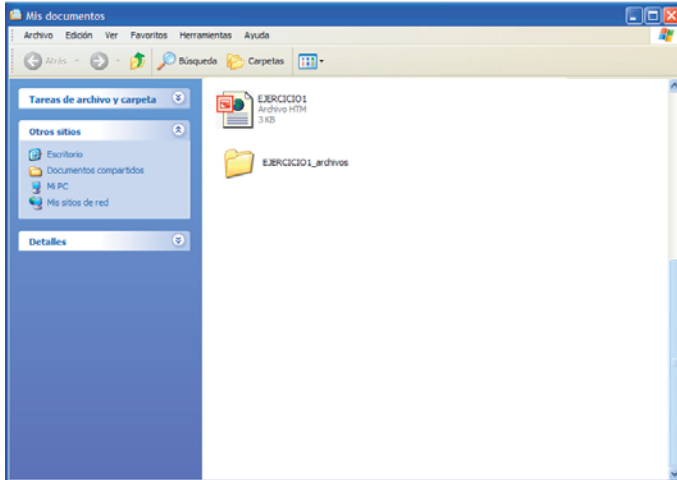 Mis documentos
Archivo Edición Ver Favoritos Herramientas Ayuda
Atrás Búsqueda Carpetas
Tareas de archivo y carpeta
Otros sitios
Escritorio
Documentos compartidos
Mi PC
Mis sitios de red
Detalles
EJERCICIO1
Archivo HTM
3 KB
EJERCICIO1_archivos